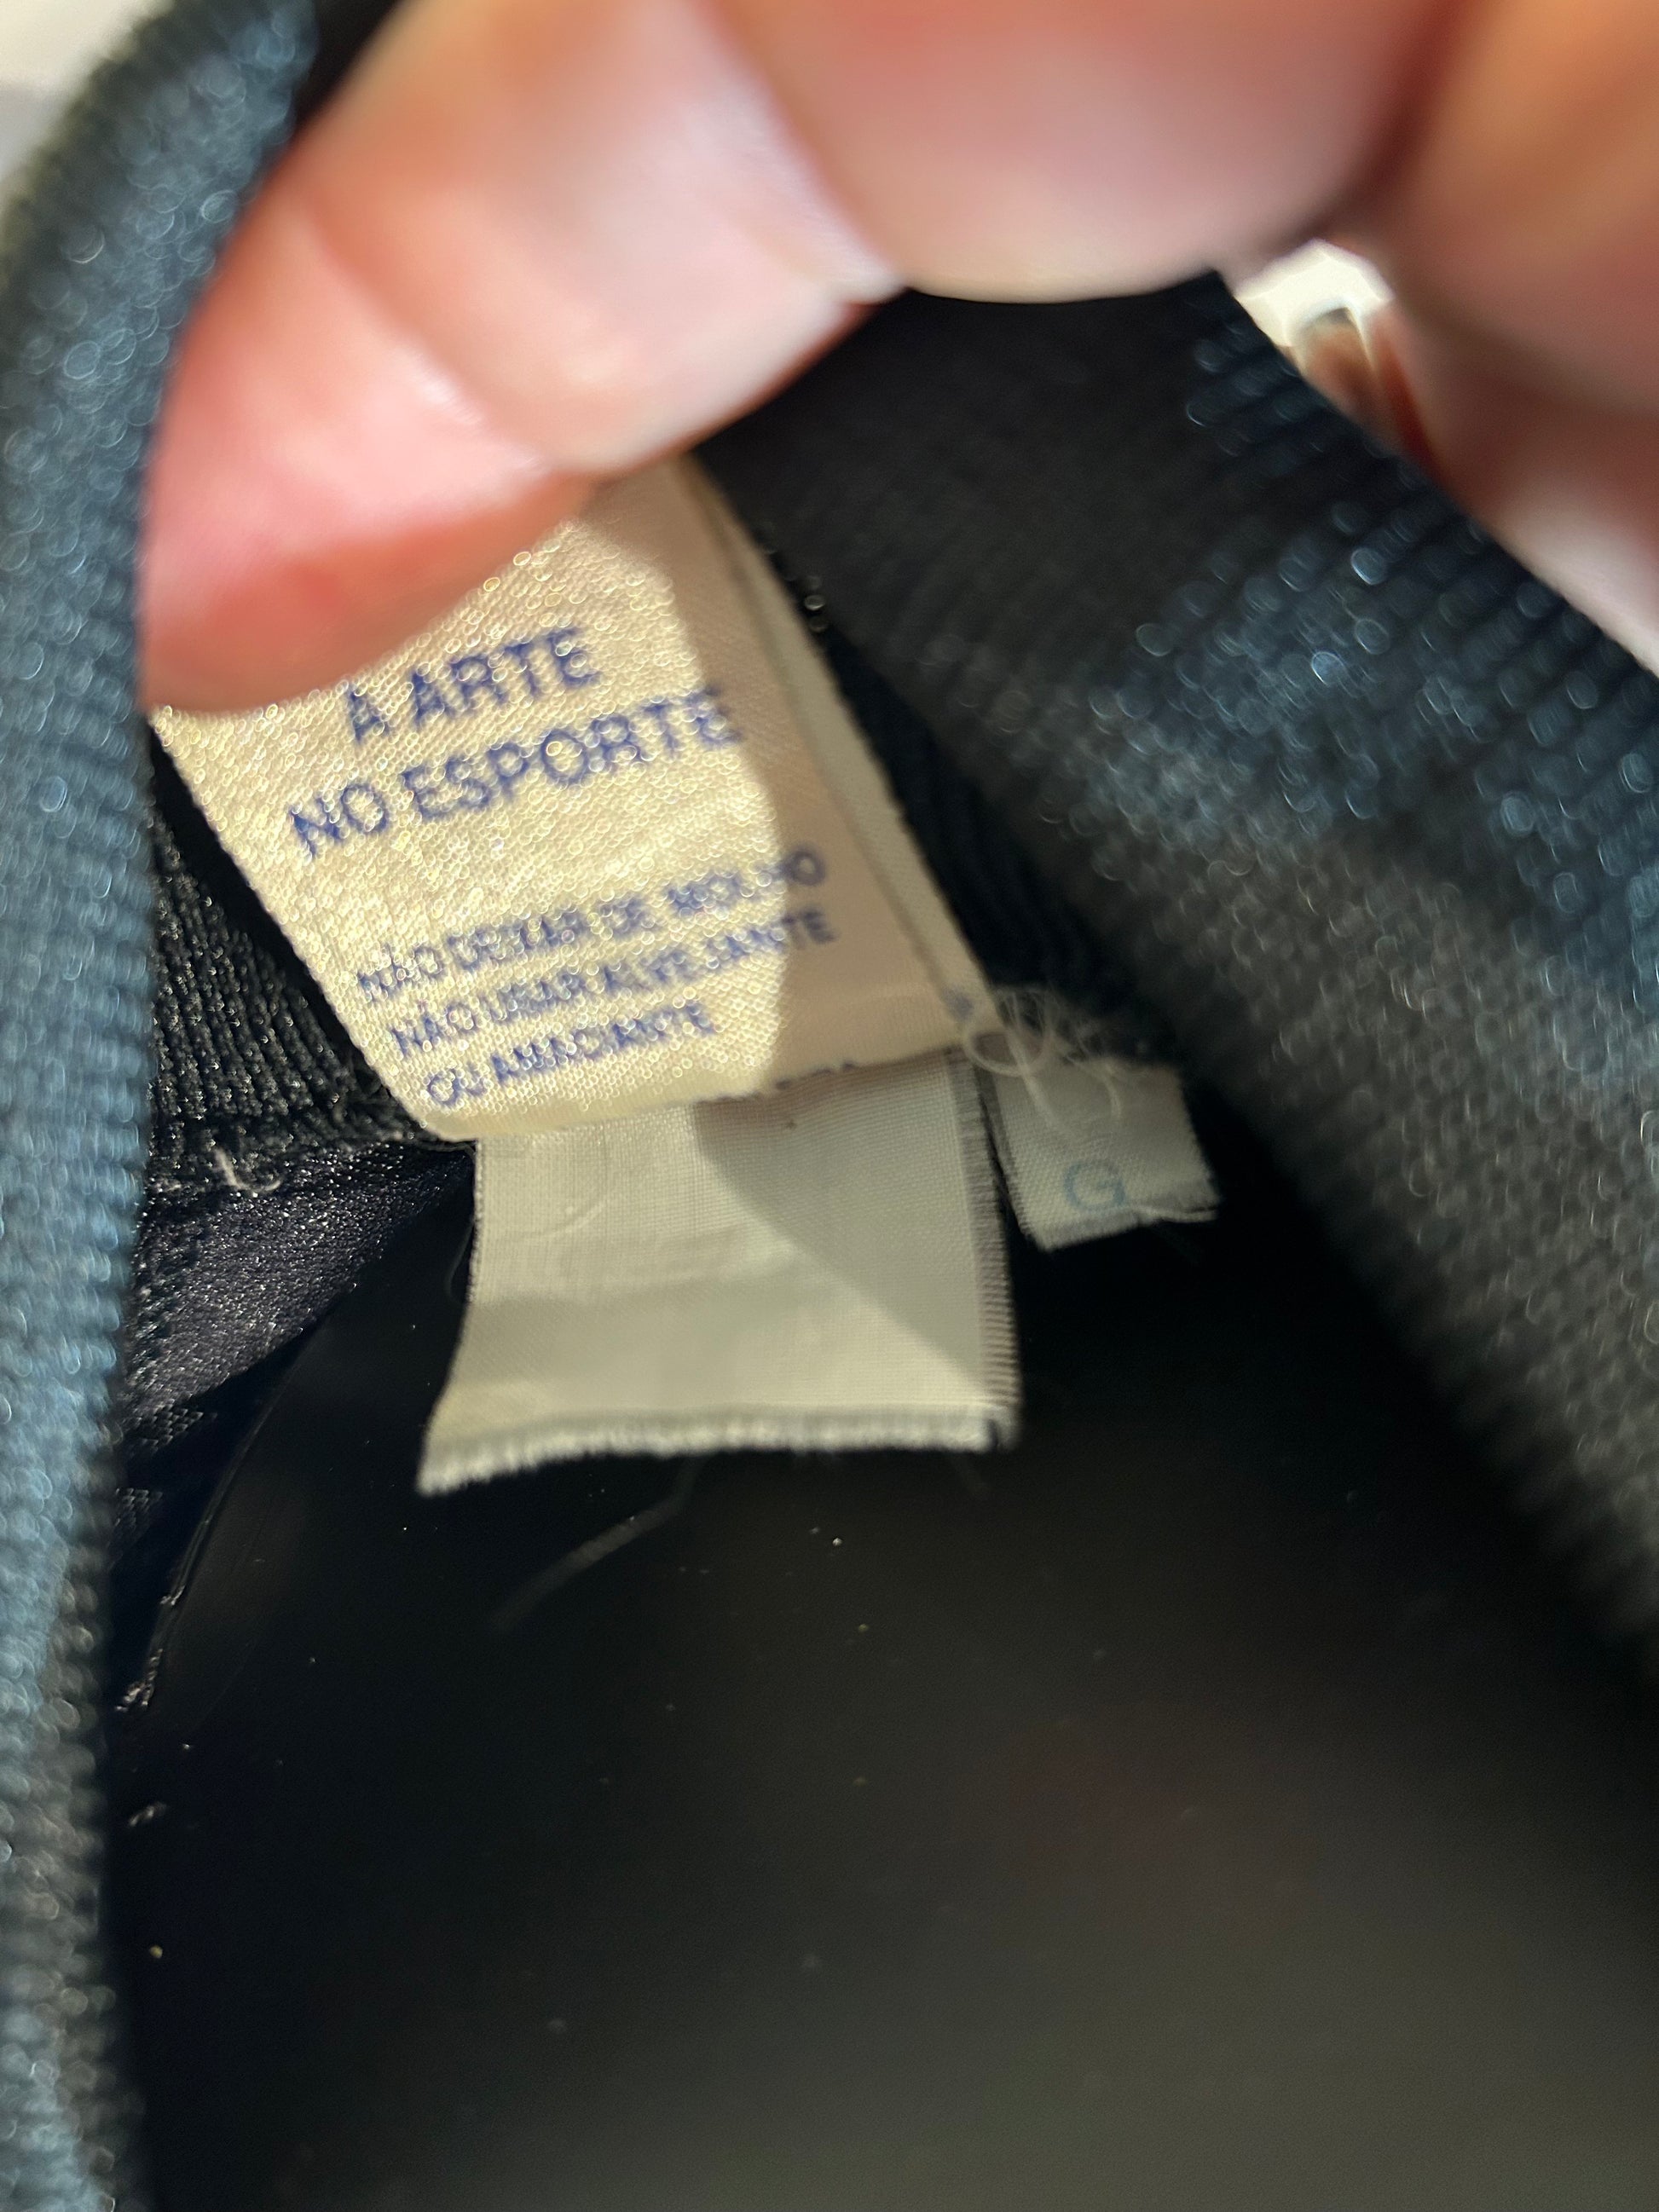 A ARTE
NO ESPORTE
NÃO DEIXAR DE MOLHO
NÃO USAR ALVEJANTE
OU AMACIANTE
G